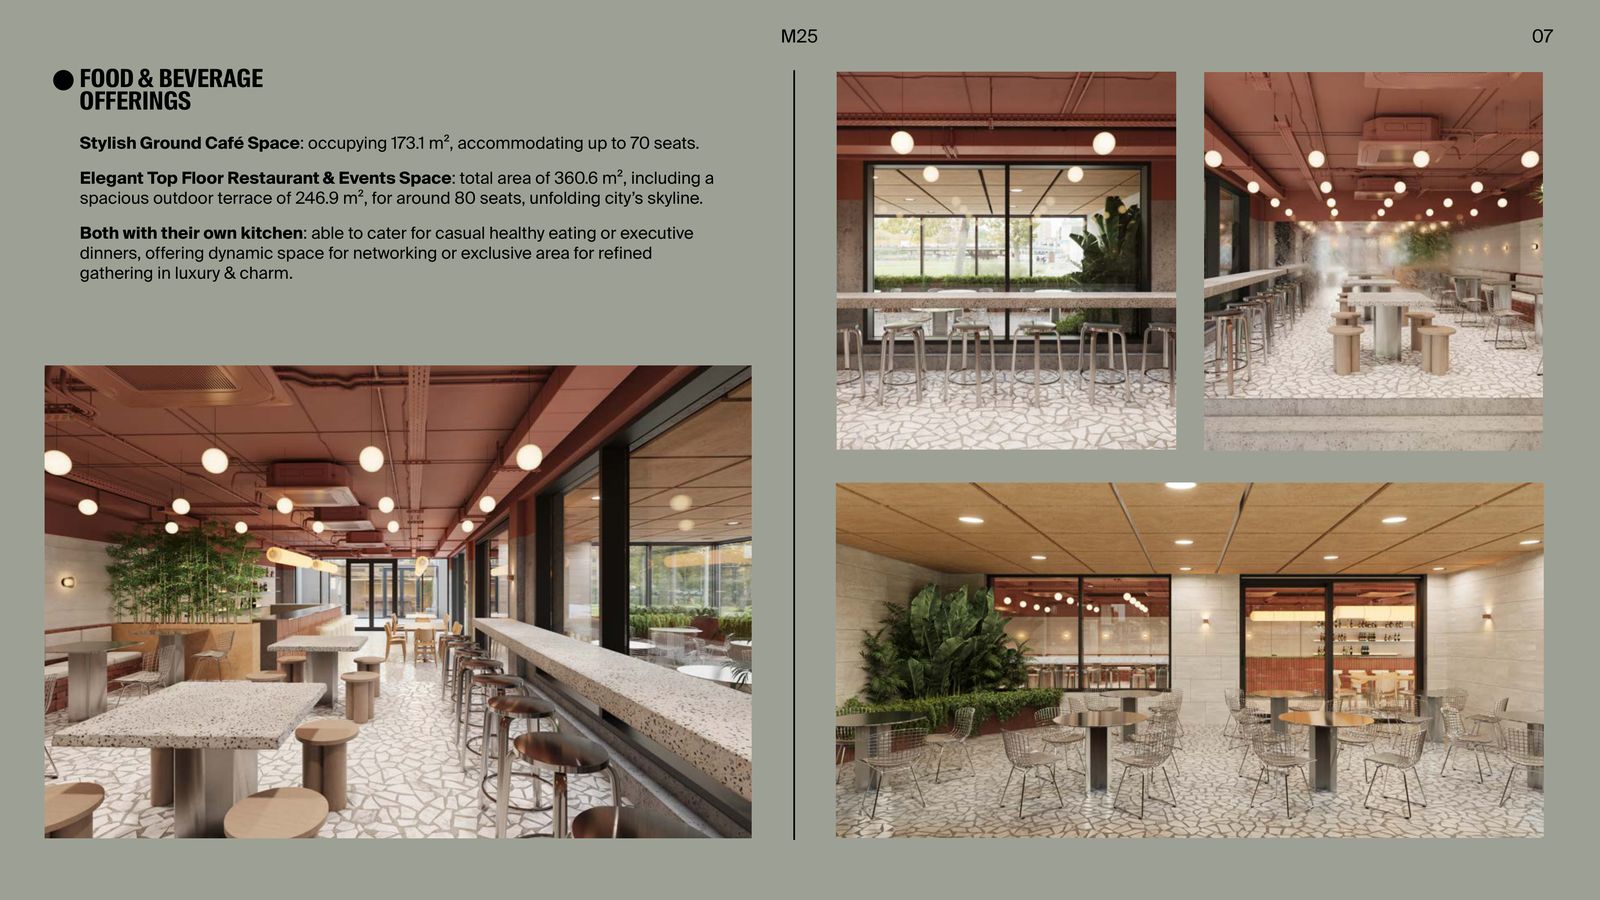 M25
07
FOOD & BEVERAGE
OFFERINGS
Stylish Ground Café Space: occupying 173.1 m², accommodating up to 70 seats.
Elegant Top Floor Restaurant & Events Space: total area of 360.6 m², including a
spacious outdoor terrace of 246.9 m², for around 80 seats, unfolding city’s skyline.
Both with their own kitchen: able to cater for casual healthy eating or executive
dinners, offering dynamic space for networking or exclusive area for refined
gathering in luxury & charm.